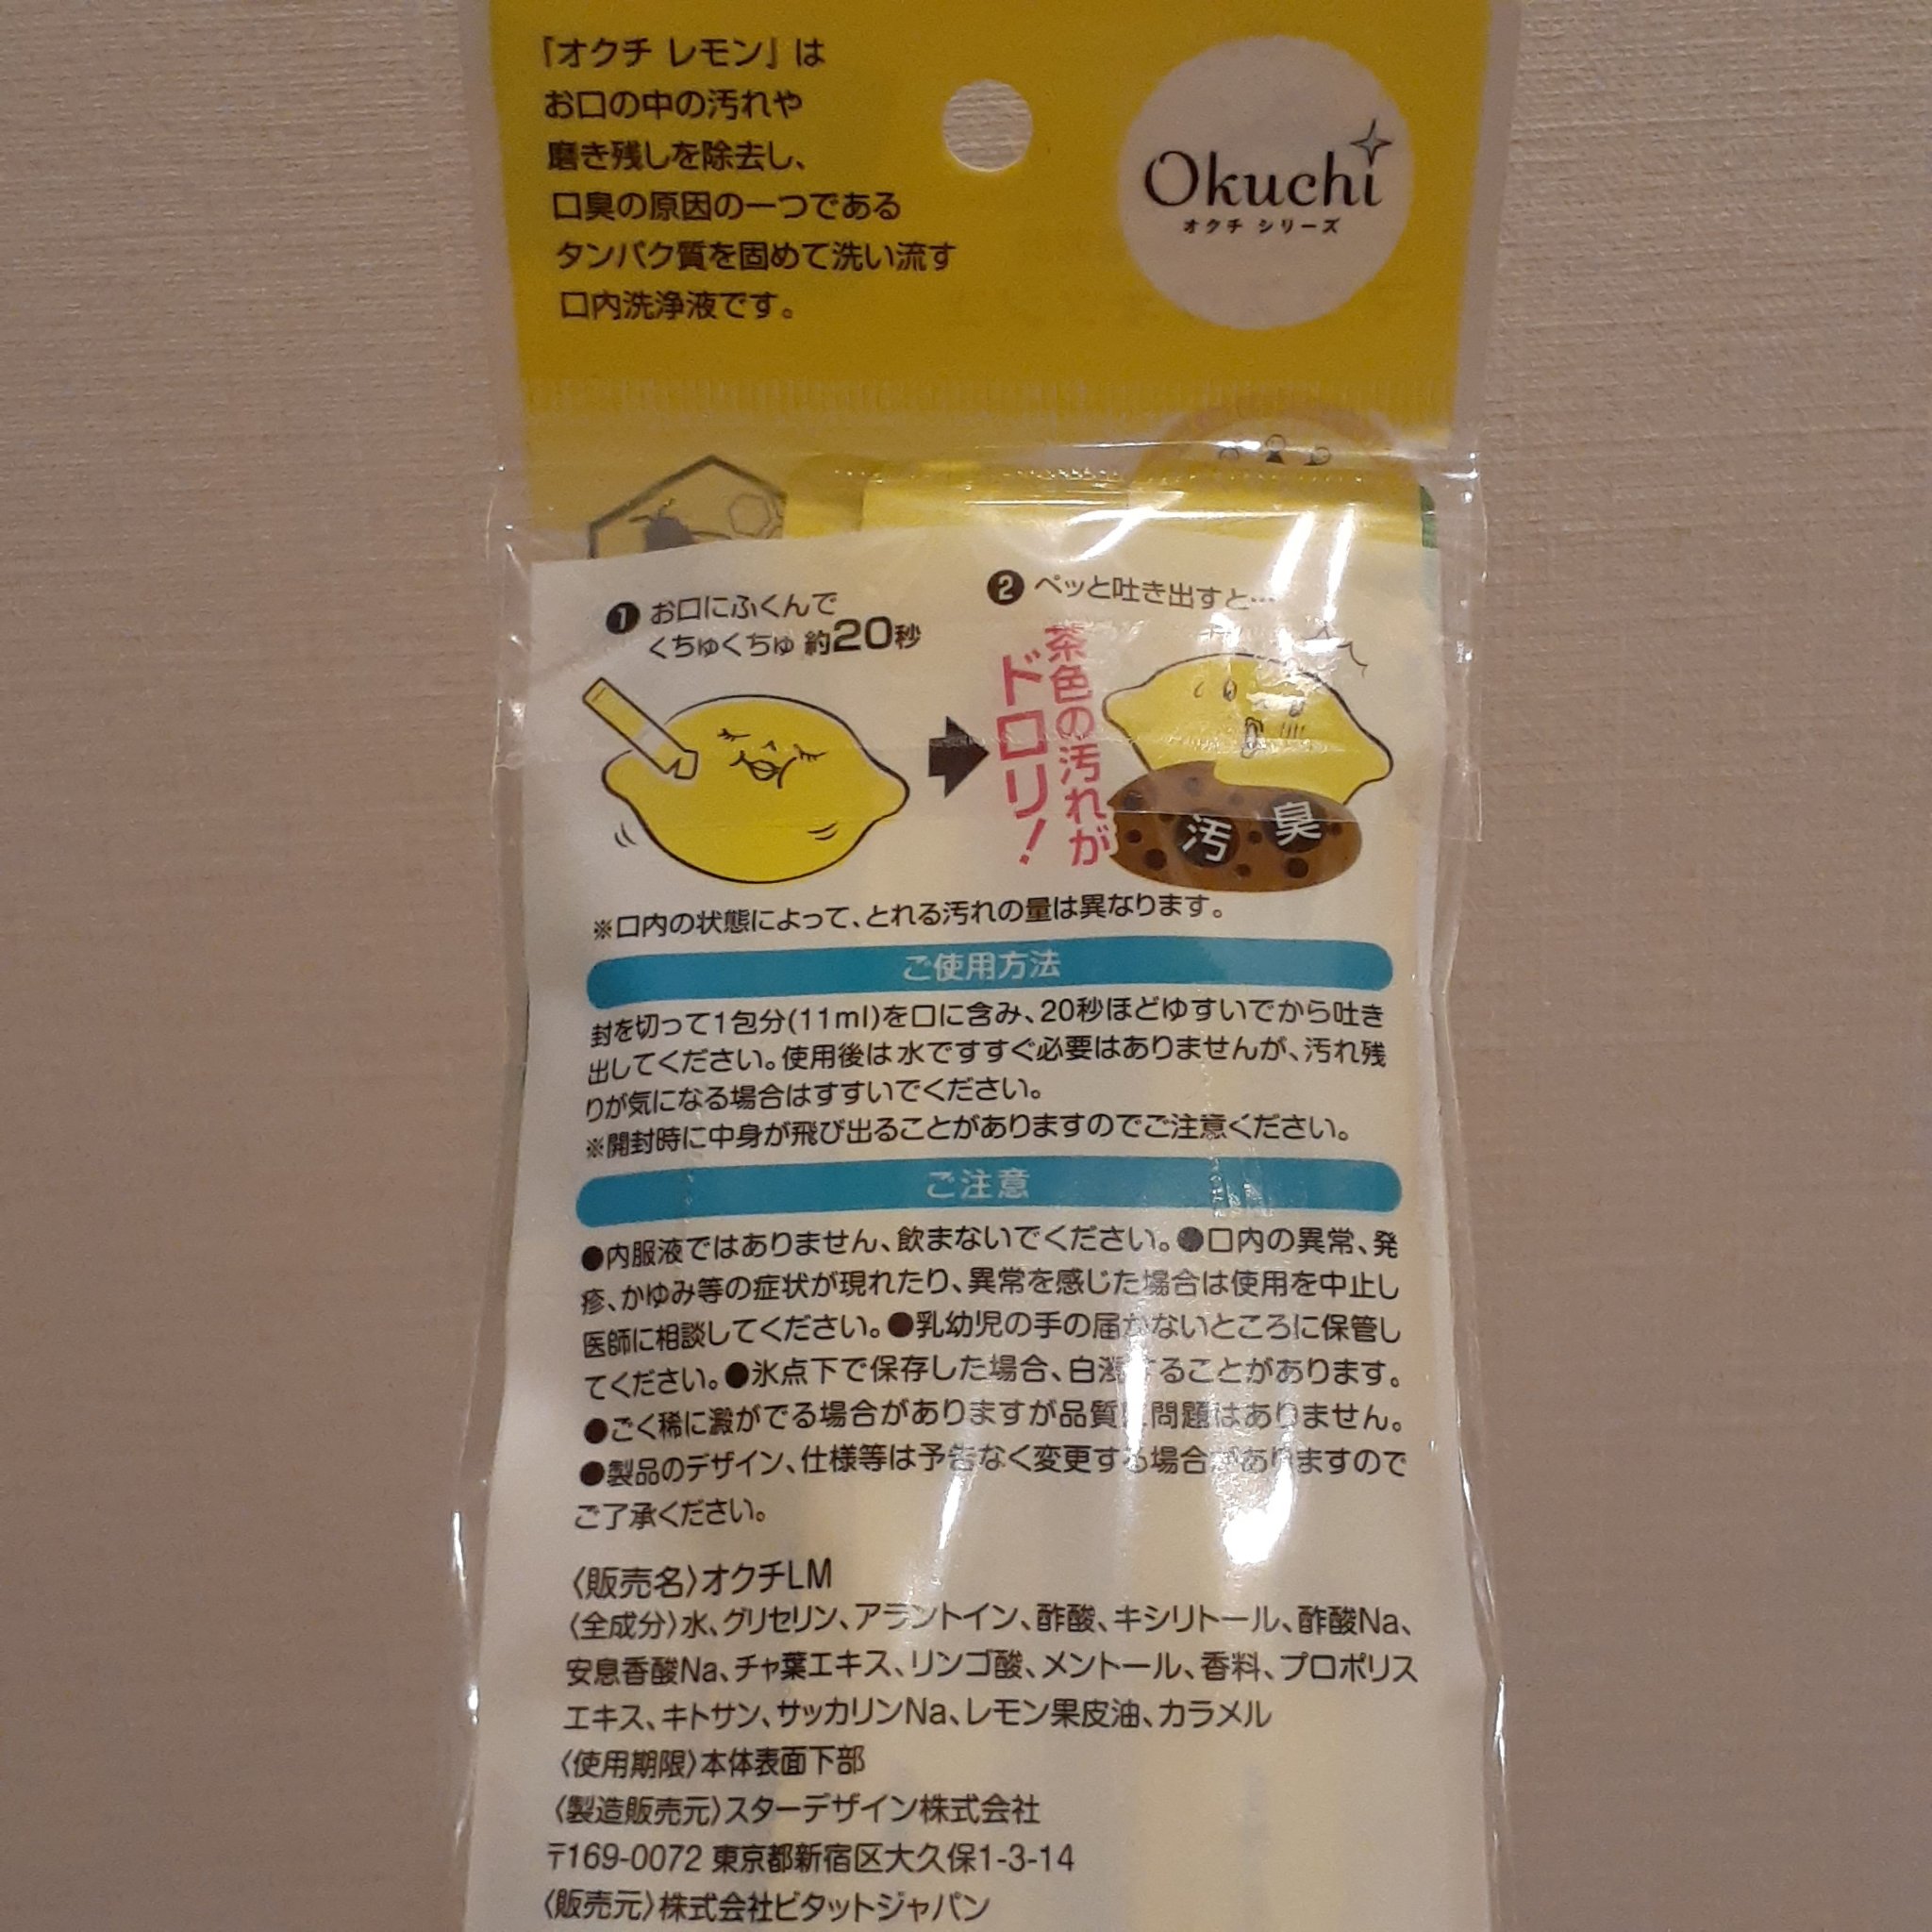 『オクチ レモン』は
お口の中の汚れや
磨き残しを除去し、
口臭の原因の一つである
タンパク質を固めて洗い流す
口内洗浄液です。
Okuchi
オクチ シリーズ
❶ お口にふくんで
くちゅくちゅ 約20秒
❷ ペッと吐き出すと…
茶色の汚れが
ドロリ!
汚 臭
※口内の状態によって、とれる汚れの量は異なります。
ご使用方法
封を切って1包分(11ml)を口に含み、20秒ほどゆすいでから吐き
出してください。使用後は水ですすぐ必要はありませんが、汚れ残
りが気になる場合はすすいでください。
※開封時に中身が飛び出ることがありますのでご注意ください。
ご注意
●内服液ではありません、飲まないでください。●口内の異常、発
疹、かゆみ等の症状が現れたり、異常を感じた場合は使用を中止し
医師に相談してください。●乳幼児の手の届かないところに保管し
てください。●氷点下で保存した場合、白濁することがあります。
●ごく稀に澱がでる場合がありますが品質に問題はありません。
●製品のデザイン、仕様等は予告なく変更する場合がありますので
ご了承ください。
〈販売名〉オクチLM
〈全成分〉水、グリセリン、アラントイン、酢酸、キシリトール、酢酸Na、
安息香酸Na、チャ葉エキス、リンゴ酸、メントール、香料、プロポリス
エキス、キトサン、サッカリンNa、レモン果皮油、カラメル
〈使用期限〉本体表面下部
〈製造販売元〉スターデザイン株式会社
〒169-0072 東京都新宿区大久保1-3-14
〈販売元〉株式会社ビタットジャパン